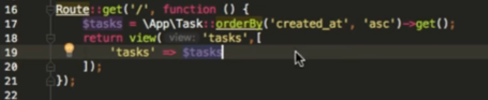 16 Route::get('/', function () {
17 $tasks = \App\Task::orderBy('created_at', 'asc')->get();
18 return view( view: 'tasks',[
19 'tasks' => $tasks
20 ]);
21 });
22